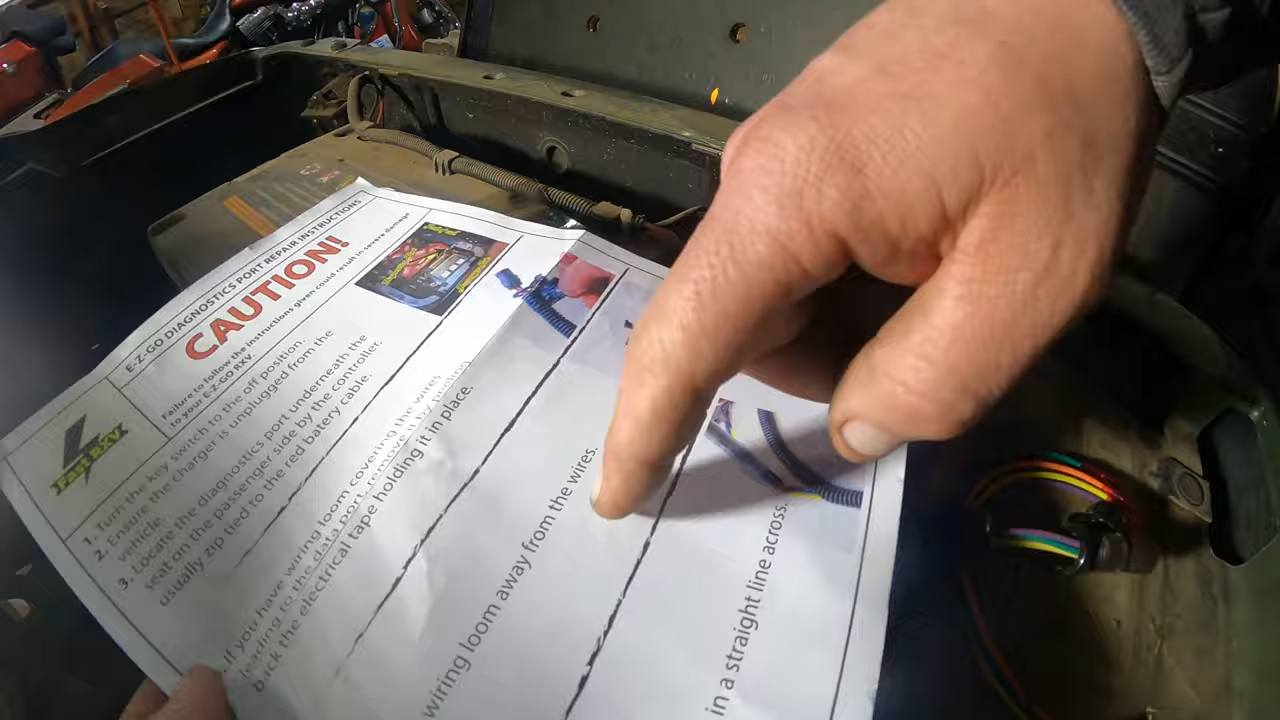 E-Z-GO DIAGNOSTICS PORT REPAIR INSTRUCTIONS
CAUTION!
Failure to follow the instructions given could result in severe damage
to your E-Z-GO RXV.
Fast RXV
1. Turn the key switch to the off position.
2. Ensure the charger is unplugged from the
vehicle.
3. Locate the diagnostics port underneath the
seat on the passenger side by the controller.
usually zip tied to the red batery cable.
.If you have wiring loom covering the wires
leading to the data port, remove it by peeling
back the electrical tape holding it in place.
wiring loom away from the wires.
in a straight line across.